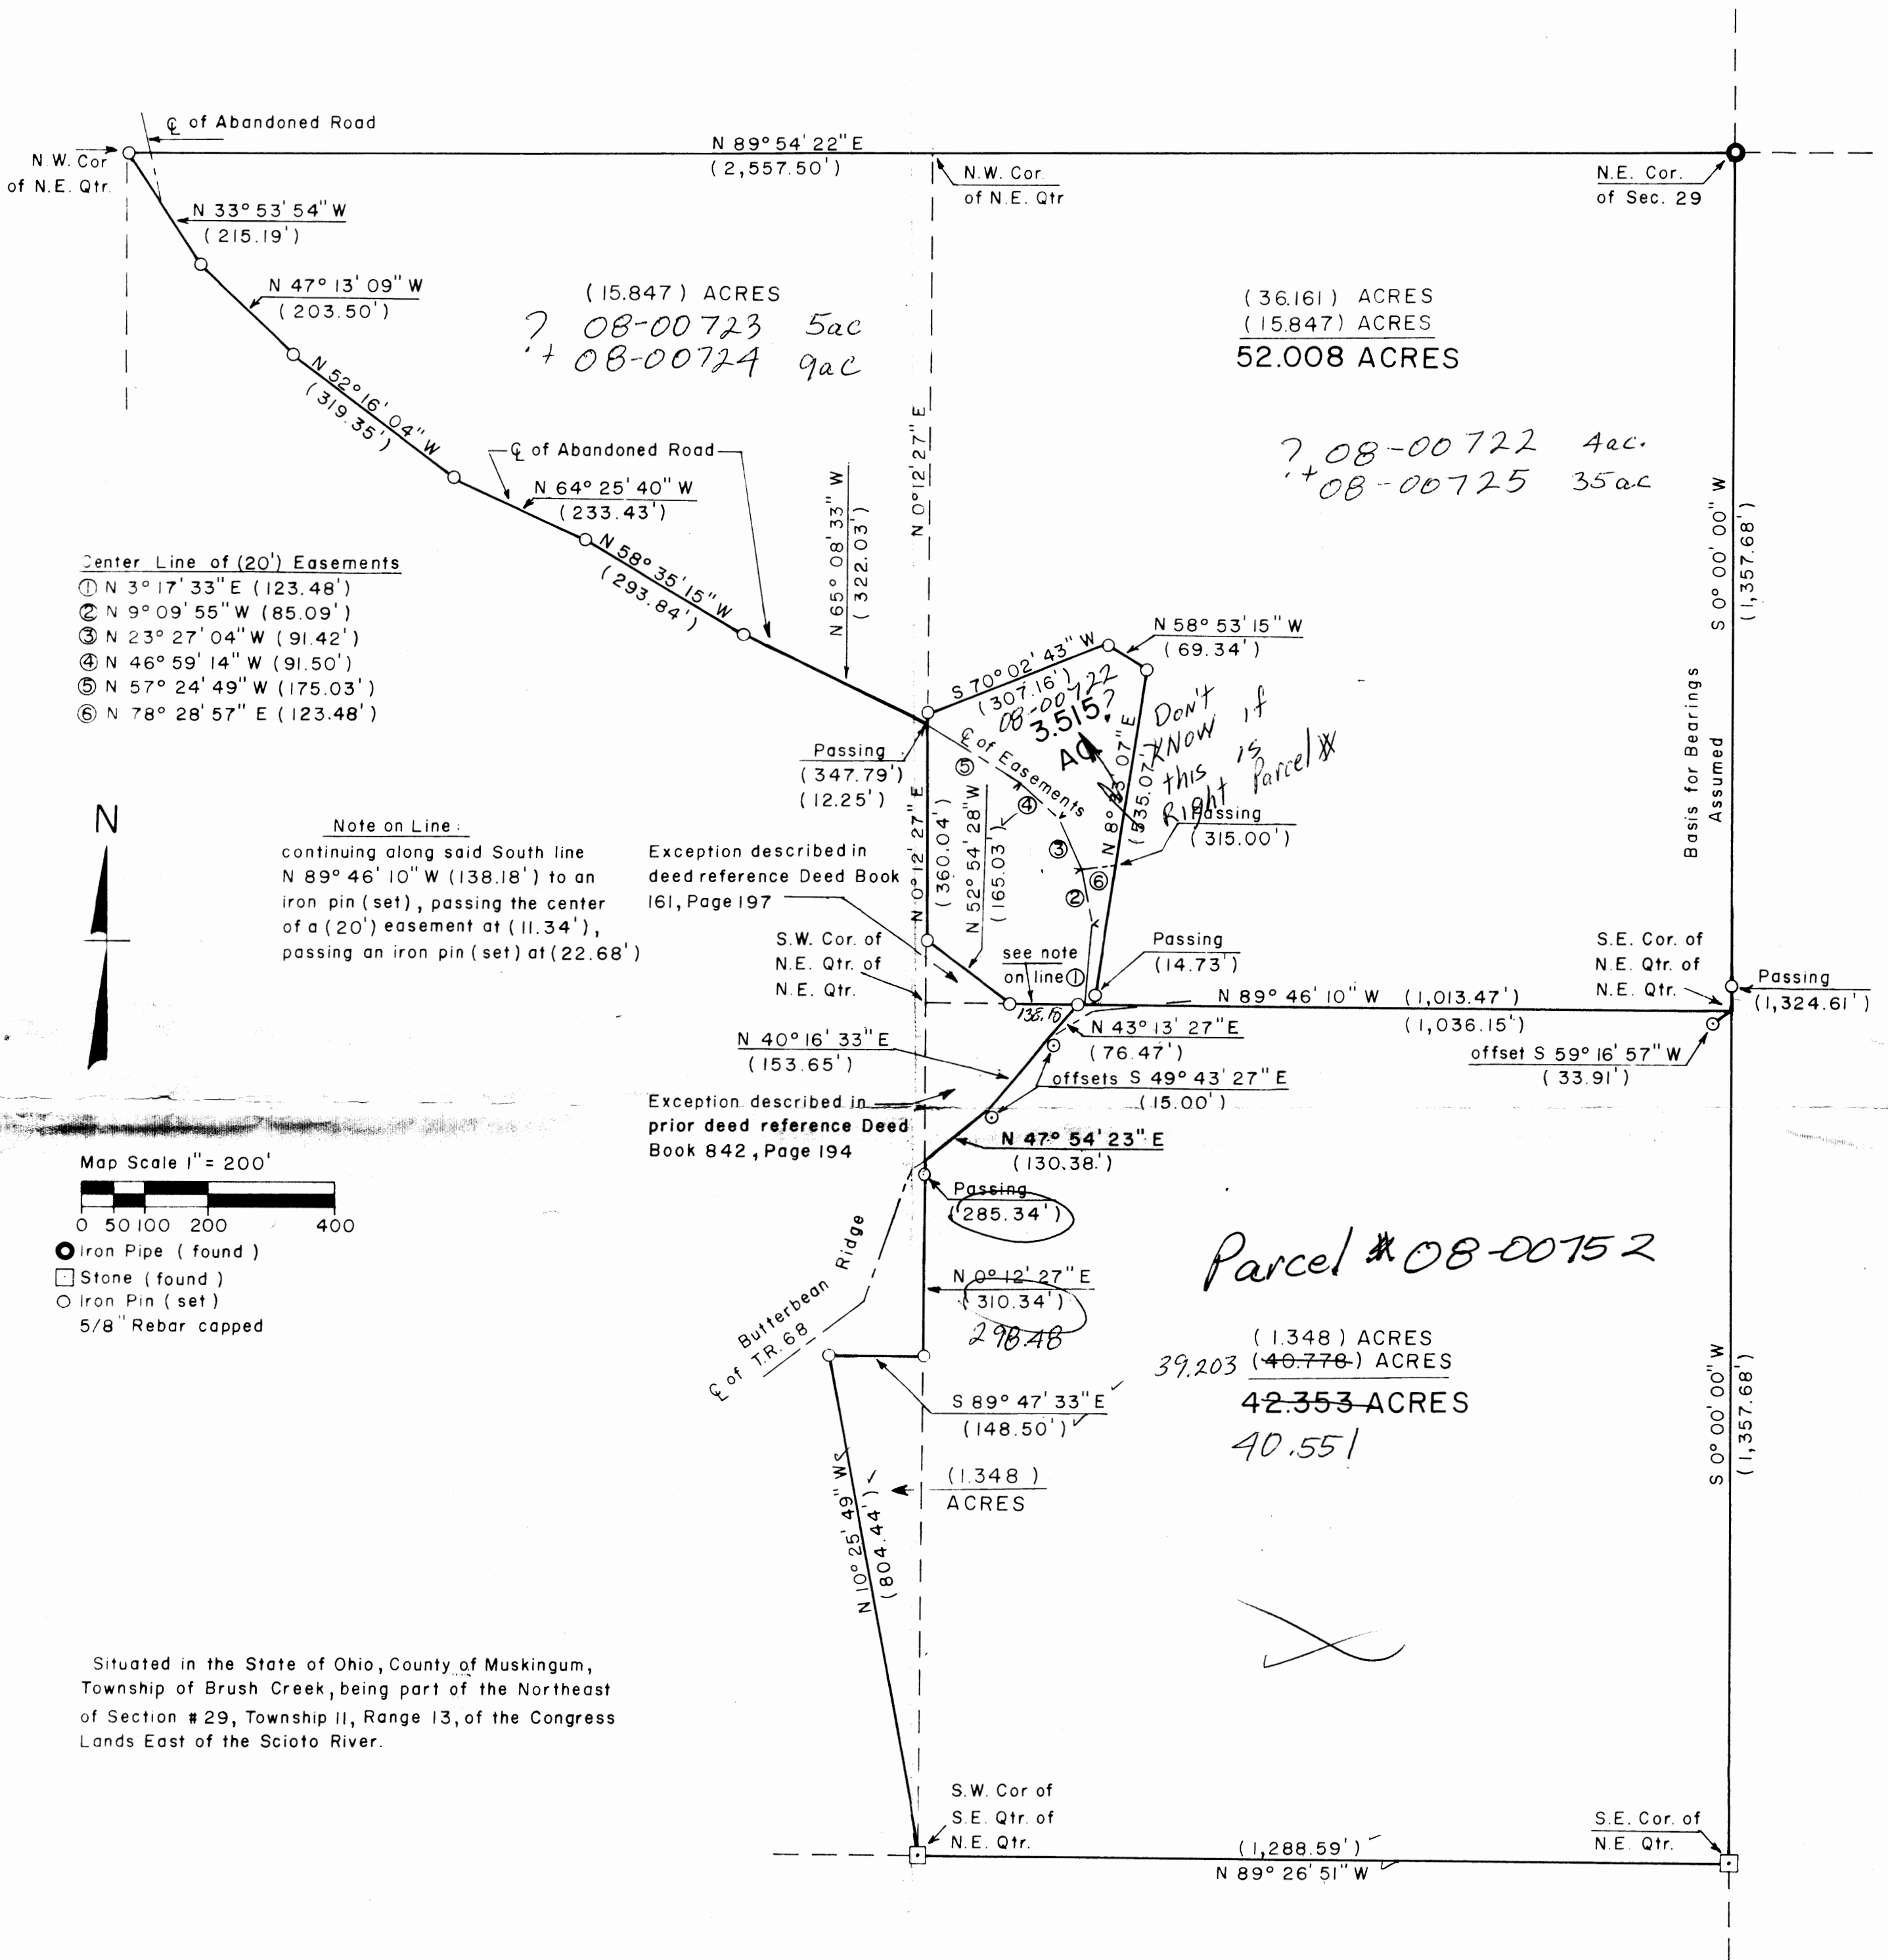 ℄ of Abandoned Road
N.W. Cor
of N.E. Qtr.
N 89° 54' 22" E
(2,557.50')
N.W. Cor.
of N.E. Qtr
N.E. Cor.
of Sec. 29
N 33° 53' 54" W
(215.19')
N 47° 13' 09" W
(203.50')
(15.847) ACRES
? 08-00723 5ac
?+ 08-00724 9ac
(36.161) ACRES
(15.847) ACRES
52.008 ACRES
N 52° 16' 04" W
(319.35')
N 0° 12' 27" E
? 08-00722 4ac.
?+ 08-00725 35ac
℄ of Abandoned Road
N 64° 25' 40" W
(233.43')
N 65° 08' 33" W
(322.03')
S 0° 00' 00" W
(1,357.68')
Center Line of (20') Easements
① N 3° 17' 33" E (123.48')
② N 9° 09' 55" W (85.09')
③ N 23° 27' 04" W (91.42')
④ N 46° 59' 14" W (91.50')
⑤ N 57° 24' 49" W (175.03')
⑥ N 78° 28' 57" E (123.48')
N 58° 35' 15" W
(293.84')
N 58° 53' 15" W
(69.34')
S 70° 02' 43" W
(307.16')
08-00722
3.515?
AC
Don't
KNOW if
this is
Right Parcel #
Basis for Bearings
Assumed
Passing
(347.79')
(12.25')
℄ of Easements
⑤
④
③
②
⑥
(535.07')
Passing
(315.00')
N
Note on Line:
continuing along said South line
N 89° 46' 10" W (138.18') to an
iron pin (set), passing the center
of a (20') easement at (11.34'),
passing an iron pin (set) at (22.68')
Exception described in
deed reference Deed Book
161, Page 197
N 0° 12' 27" E
(360.04')
N 52° 54' 28" W
(165.03')
S.W. Cor. of
N.E. Qtr. of
N.E. Qtr.
see note
on line ①
Passing
(14.73')
S.E. Cor. of
N.E. Qtr. of
N.E. Qtr.
Passing
(1,324.61')
138.18
N 89° 46' 10" W (1,013.47')
(1,036.15')
N 40° 16' 33" E
(153.65')
N 43° 13' 27" E
(76.47')
offset S 59° 16' 57" W
(33.91')
offsets S 49° 43' 27" E
(15.00')
Exception described in
prior deed reference Deed
Book 842, Page 194
N 47° 54' 23" E
(130.38')
Map Scale 1" = 200'
0 50 100 200 400
Iron Pipe (found)
Stone (found)
Iron Pin (set)
5/8" Rebar capped
Passing
(285.34')
℄ of Butterbean Ridge
T.R. 68
N 0° 12' 27" E
(310.34')
298.48
Parcel # 08-00752
(1.348) ACRES
39.203 (40.778) ACRES
42.353 ACRES
40.551
S 89° 47' 33" E
(148.50')
S 0° 00' 00" W
(1,357.68')
N 10° 25' 49" W
(804.44')
(1.348)
ACRES
Situated in the State of Ohio, County of Muskingum,
Township of Brush Creek, being part of the Northeast
of Section # 29, Township 11, Range 13, of the Congress
Lands East of the Scioto River.
S.W. Cor of
S.E. Qtr. of
N.E. Qtr.
S.E. Cor. of
N.E. Qtr.
(1,288.59')
N 89° 26' 51" W